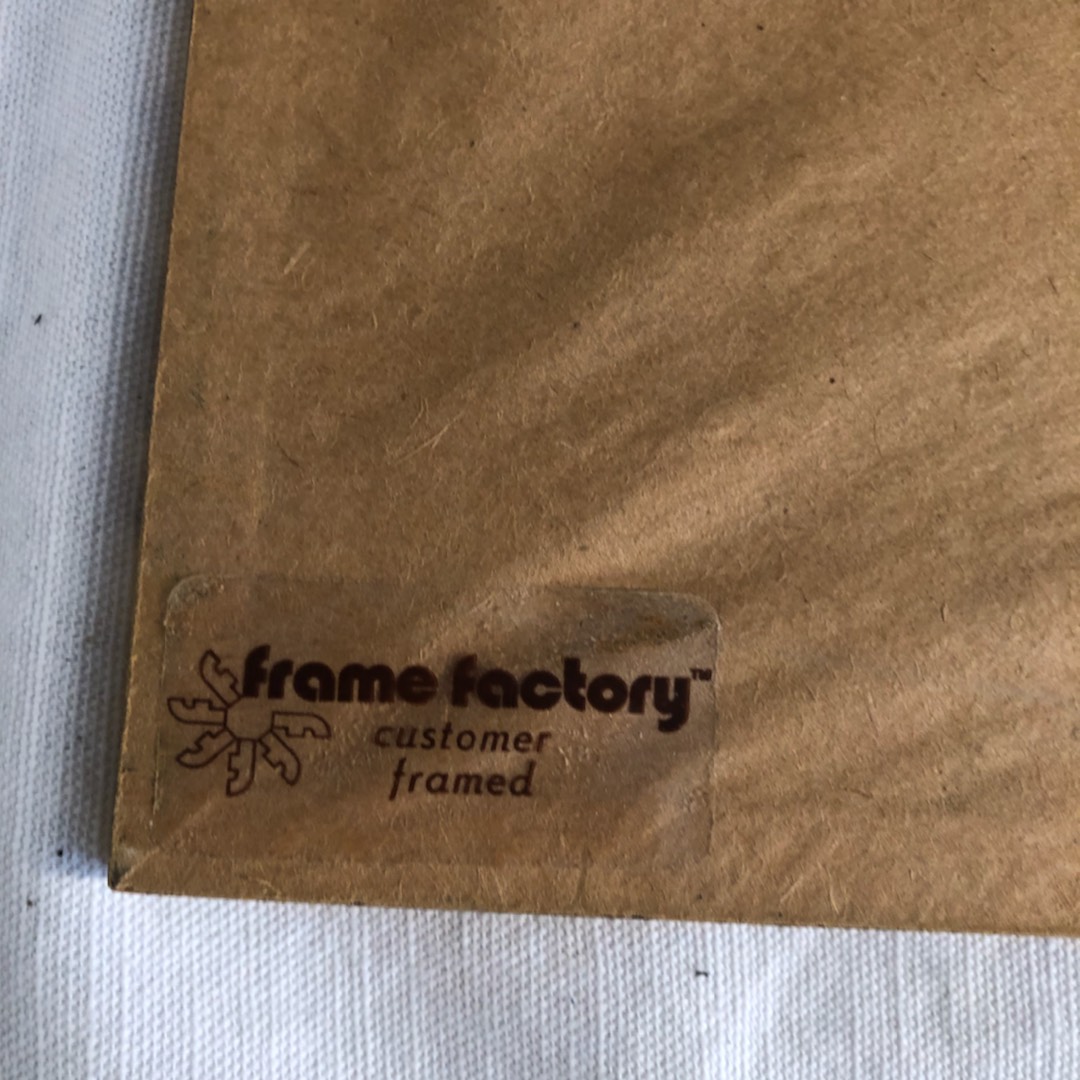 frame factory™
customer
framed